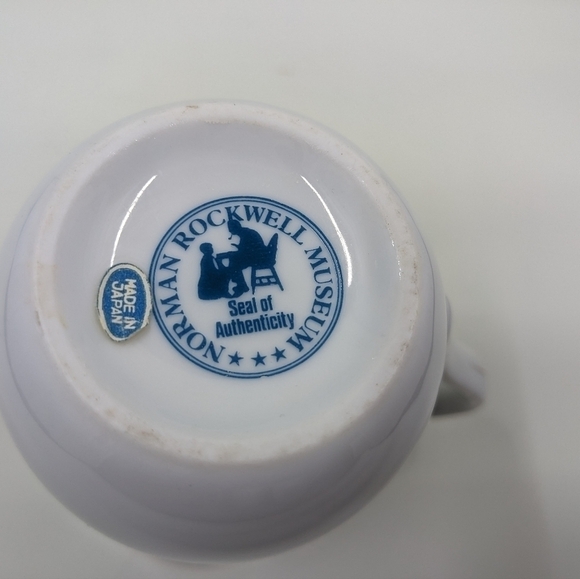 NORMAN ROCKWELL MUSEUM
Seal of
Authenticity
MADE IN
JAPAN